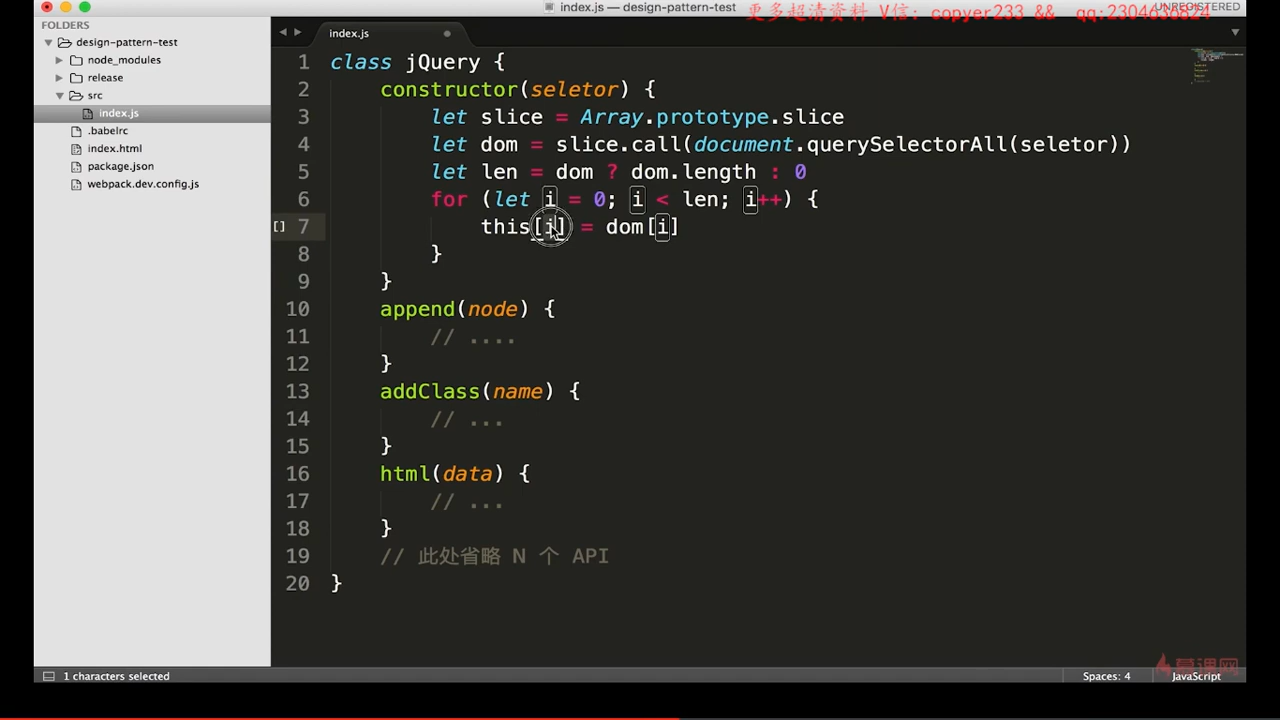 index.js — design-pattern-test
更多超清资料 V信: copyer233 && qq:2304636824
UNREGISTERED
FOLDERS
design-pattern-test
node_modules
release
src
index.js
.babelrc
index.html
package.json
webpack.dev.config.js
index.js
1 class jQuery {
2 constructor(seletor) {
3 let slice = Array.prototype.slice
4 let dom = slice.call(document.querySelectorAll(seletor))
5 let len = dom ? dom.length : 0
6 for (let i = 0; i < len; i++) {
[] 7 this[i] = dom[i]
8 }
9 }
10 append(node) {
11 // ....
12 }
13 addClass(name) {
14 // ...
15 }
16 html(data) {
17 // ...
18 }
19 // 此处省略 N 个 API
20 }
慕课网
1 characters selected
Spaces: 4
JavaScript